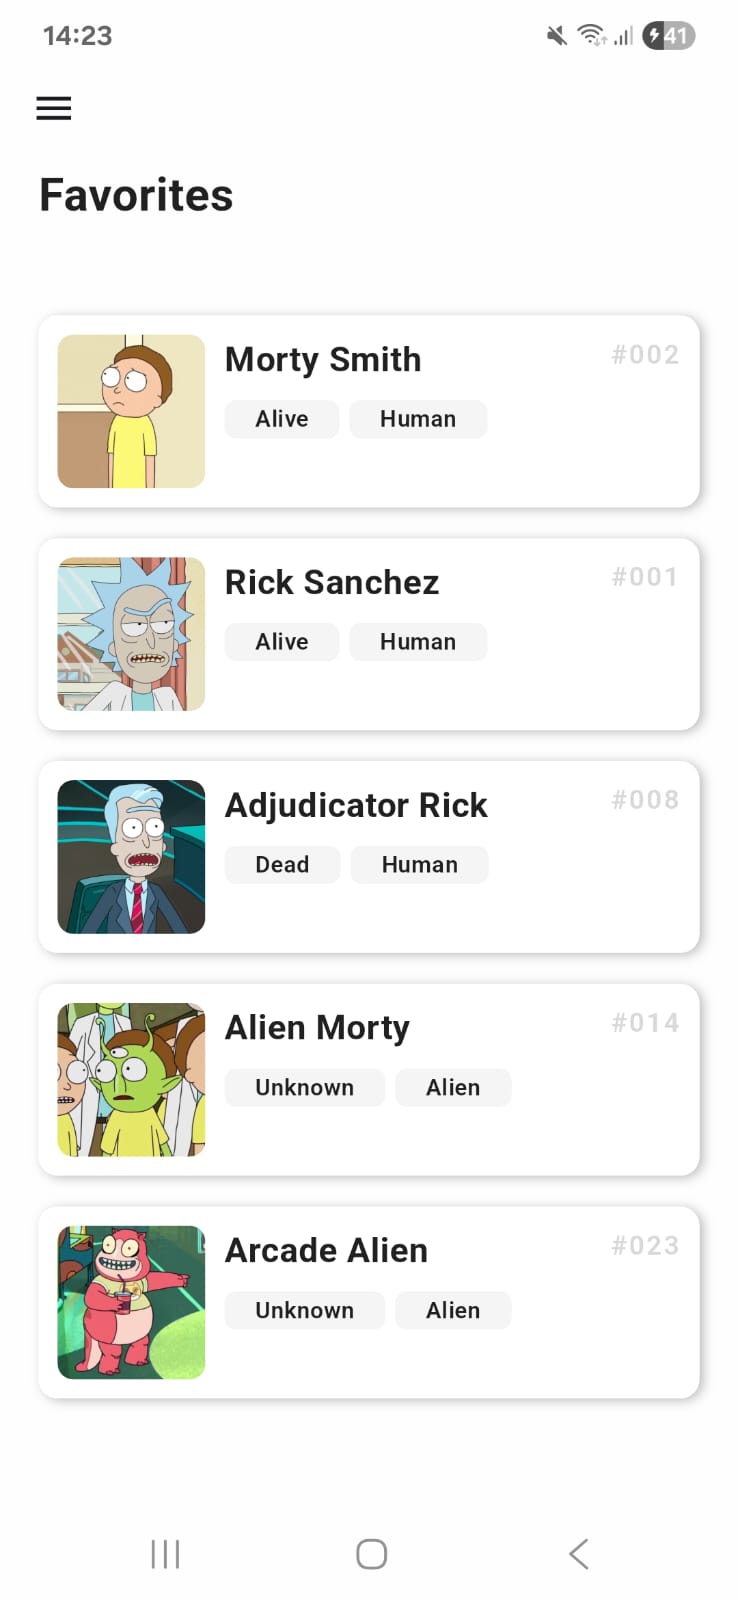 14:23
41
Favorites
Morty Smith
#002
Alive
Human
Rick Sanchez
#001
Alive
Human
Adjudicator Rick
#008
Dead
Human
Alien Morty
#014
Unknown
Alien
Arcade Alien
#023
Unknown
Alien